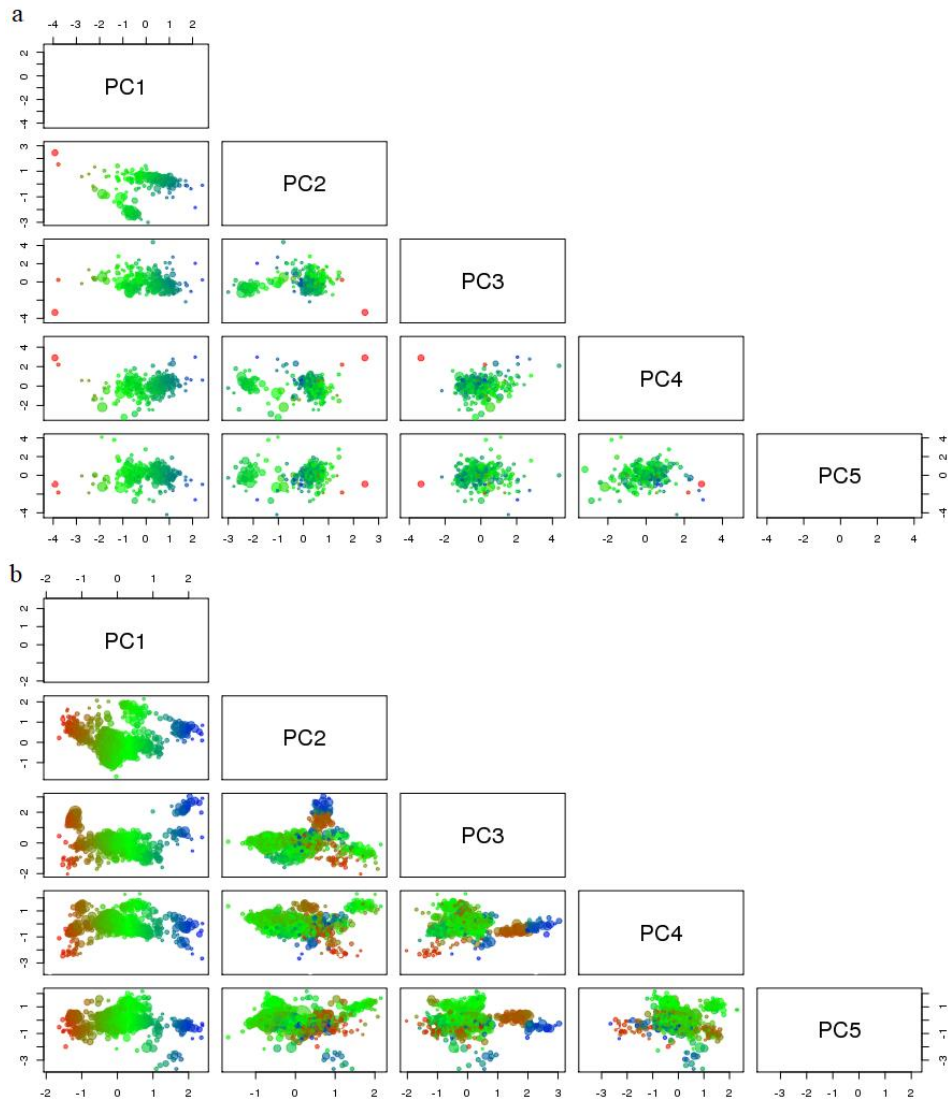 a
-4 -3 -2 -1 0 1 2
2 0 -2 -4
PC1
3 1 -1 -3
PC2
4 2 0 -4
PC3
4 2 0 -2
PC4
4 2 0 -4
PC5
4 2 0 -4
-4 -3 -2 -1 0 1 2
-3 -2 -1 0 1 2 3
-4 -2 0 2 4
-2 0 2 4
-4 -2 0 2 4
b
-2 -1 0 1 2
2 1 0 -2
PC1
2 1 0 -1
PC2
2 1 0 -2
PC3
1 -1 -3
PC4
1 -1 -3
PC5
1 -1 -3
-2 -1 0 1 2
-1 0 1 2
-2 -1 0 1 2 3
-3 -2 -1 0 1 2
-3 -2 -1 0 1 2